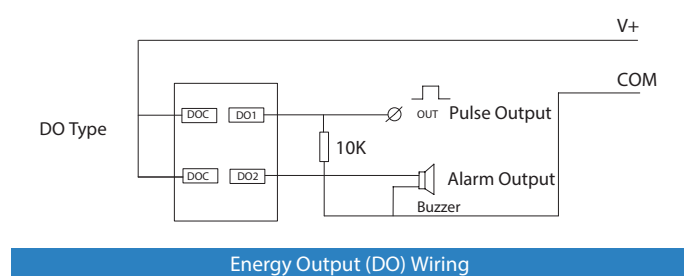 V+
COM
DO Type
DOC DO1
OUT Pulse Output
10K
DOC DO2
Alarm Output
Buzzer
Energy Output (DO) Wiring